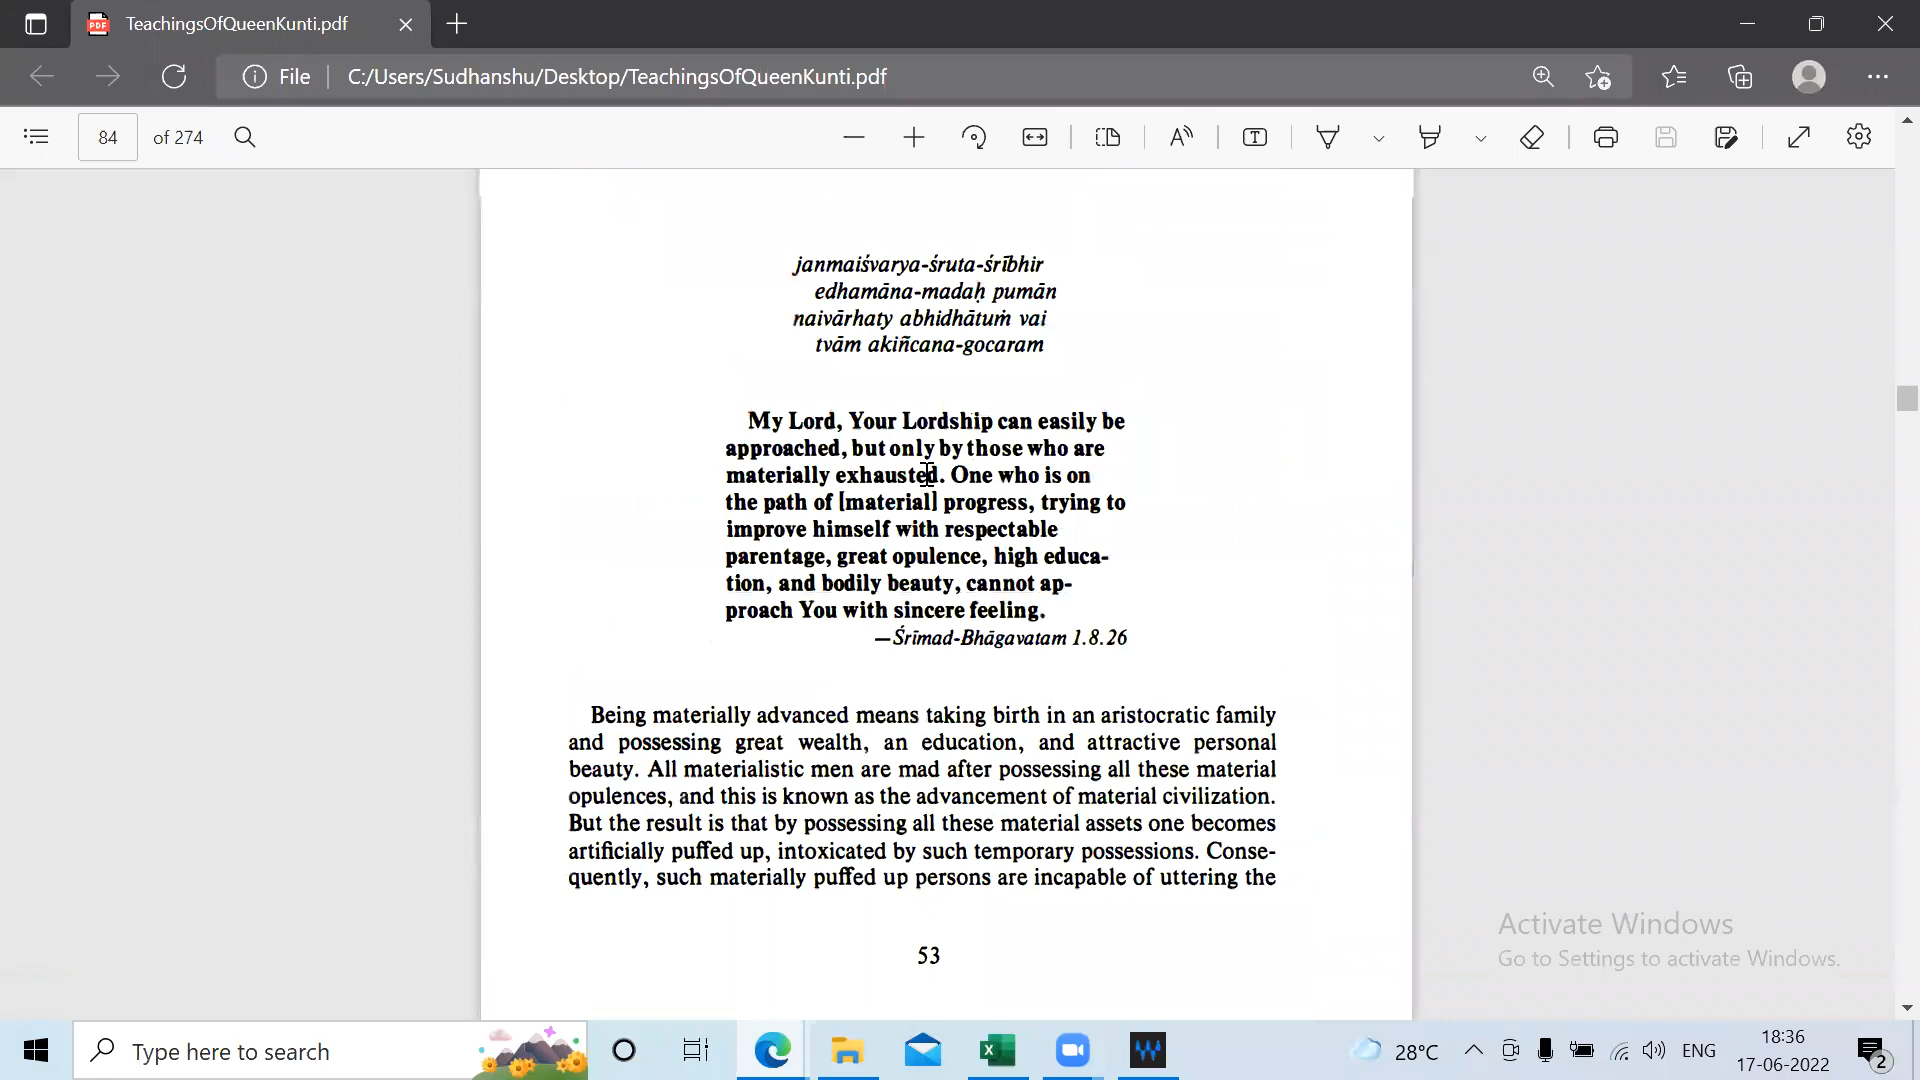 TeachingsOfQueenKunti.pdf
File
C:/Users/Sudhanshu/Desktop/TeachingsOfQueenKunti.pdf
84 of 274
janmaiśvarya-śruta-śrībhir
edhamāna-madaḥ pumān
naivārhaty abhidhātuṁ vai
tvām akiñcana-gocaram
My Lord, Your Lordship can easily be
approached, but only by those who are
materially exhausted. One who is on
the path of [material] progress, trying to
improve himself with respectable
parentage, great opulence, high educa-
tion, and bodily beauty, cannot ap-
proach You with sincere feeling.
—Śrīmad-Bhāgavatam 1.8.26
Being materially advanced means taking birth in an aristocratic family
and possessing great wealth, an education, and attractive personal
beauty. All materialistic men are mad after possessing all these material
opulences, and this is known as the advancement of material civilization.
But the result is that by possessing all these material assets one becomes
artificially puffed up, intoxicated by such temporary possessions. Conse-
quently, such materially puffed up persons are incapable of uttering the
53
Activate Windows
Go to Settings to activate Windows.
Type here to search
28°C
ENG
18:36
17-06-2022
2